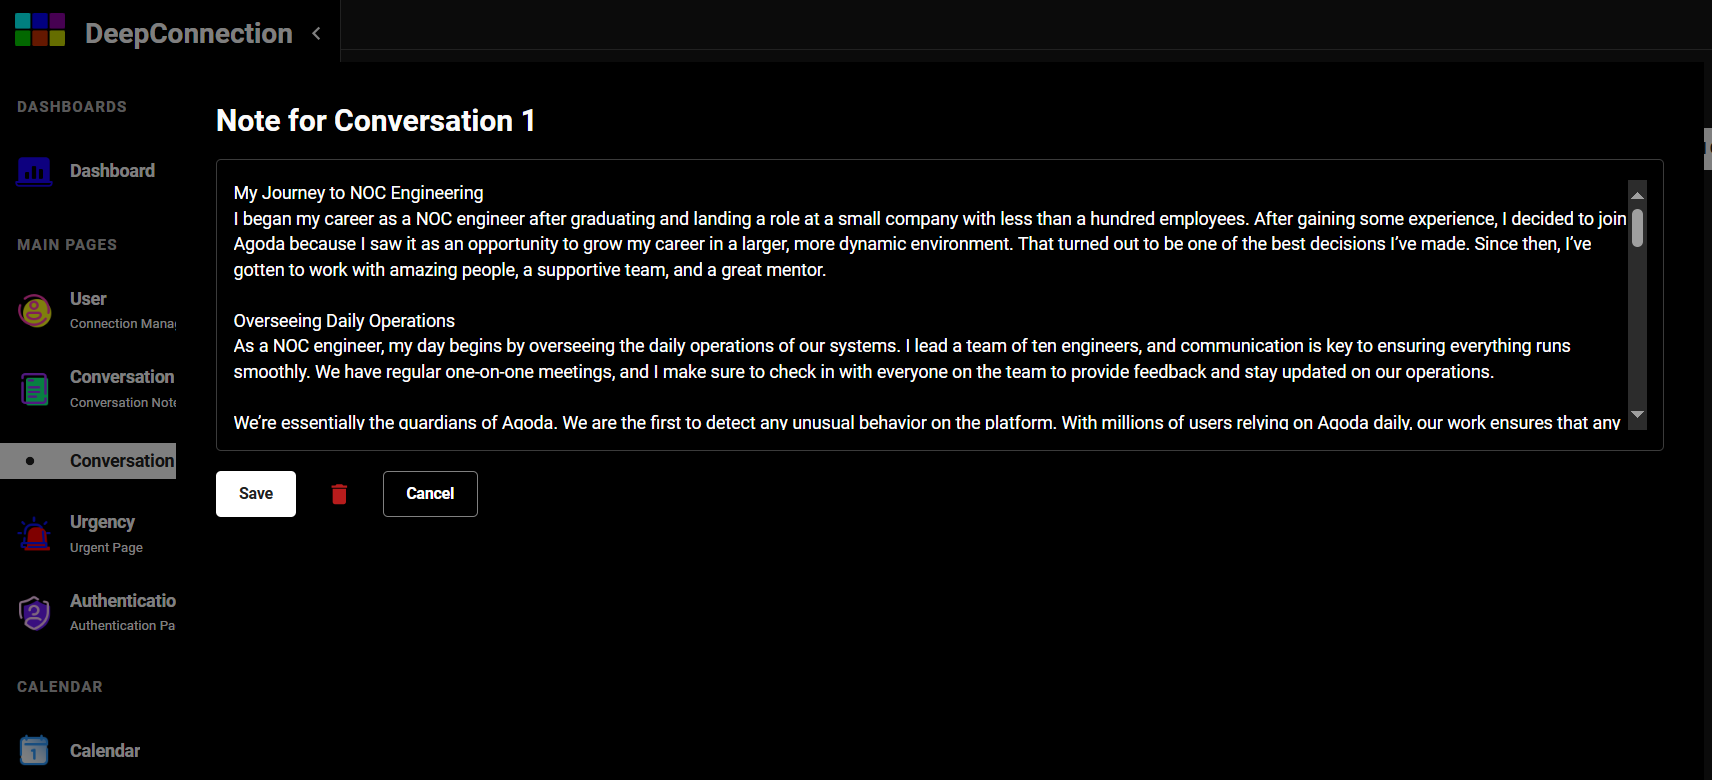 DeepConnection
DASHBOARDS
Dashboard
MAIN PAGES
User
Connection Mana
Conversation
Conversation Note
Conversation
Urgency
Urgent Page
Authenticatio
Authentication Pa
CALENDAR
1
Calendar
Note for Conversation 1
My Journey to NOC Engineering
I began my career as a NOC engineer after graduating and landing a role at a small company with less than a hundred employees. After gaining some experience, I decided to join
Agoda because I saw it as an opportunity to grow my career in a larger, more dynamic environment. That turned out to be one of the best decisions I’ve made. Since then, I’ve
gotten to work with amazing people, a supportive team, and a great mentor.
Overseeing Daily Operations
As a NOC engineer, my day begins by overseeing the daily operations of our systems. I lead a team of ten engineers, and communication is key to ensuring everything runs
smoothly. We have regular one-on-one meetings, and I make sure to check in with everyone on the team to provide feedback and stay updated on our operations.
We’re essentially the guardians of Agoda. We are the first to detect any unusual behavior on the platform. With millions of users relying on Agoda daily, our work ensures that any
Save
Cancel